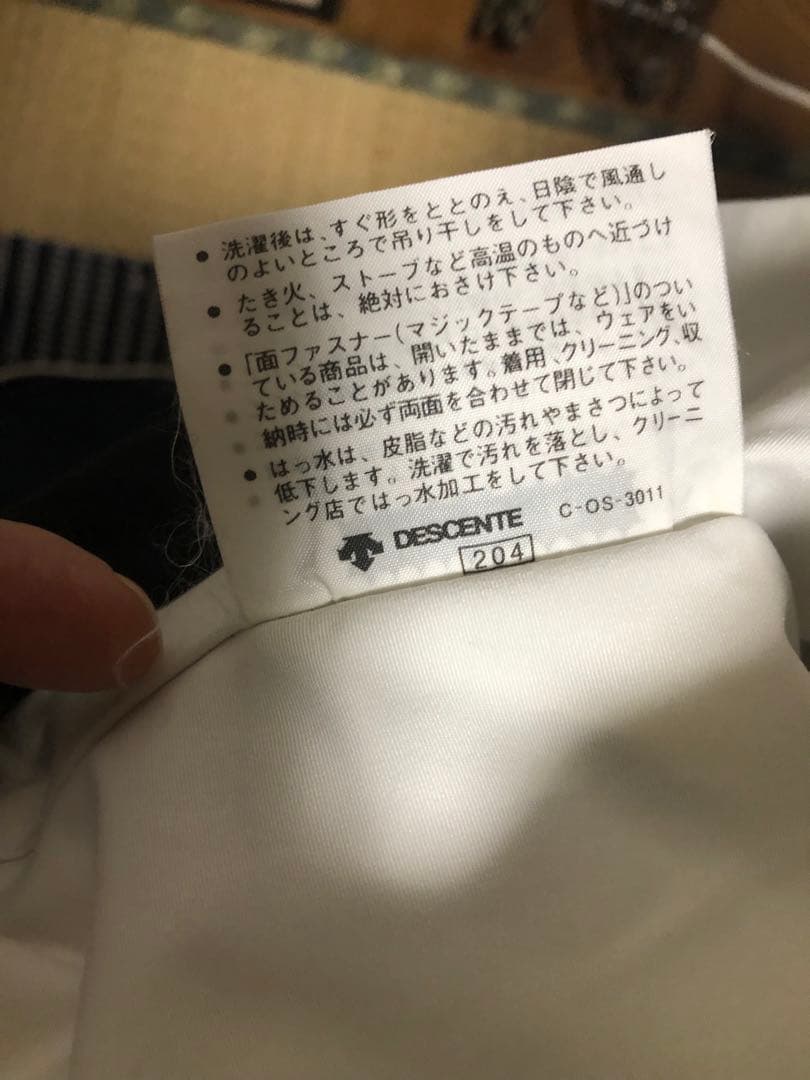 ● 洗濯後は、すぐ形をととのえ、日陰で風通し
のよいところで吊り干しをして下さい。
● たき火、ストーブなど高温のものへ近づけ
ることは、絶対におさけ下さい。
● 「面ファスナー(マジックテープなど)」のつい
ている商品は、開いたままでは、ウェアをい
ためることがあります。着用、クリーニング、収
納時には必ず両面を合わせて閉じて下さい。
● はっ水は、皮脂などの汚れやまさつによって
低下します。洗濯で汚れを落とし、クリーニ
ング店ではっ水加工をして下さい。
DESCENTE C-OS-3011
204